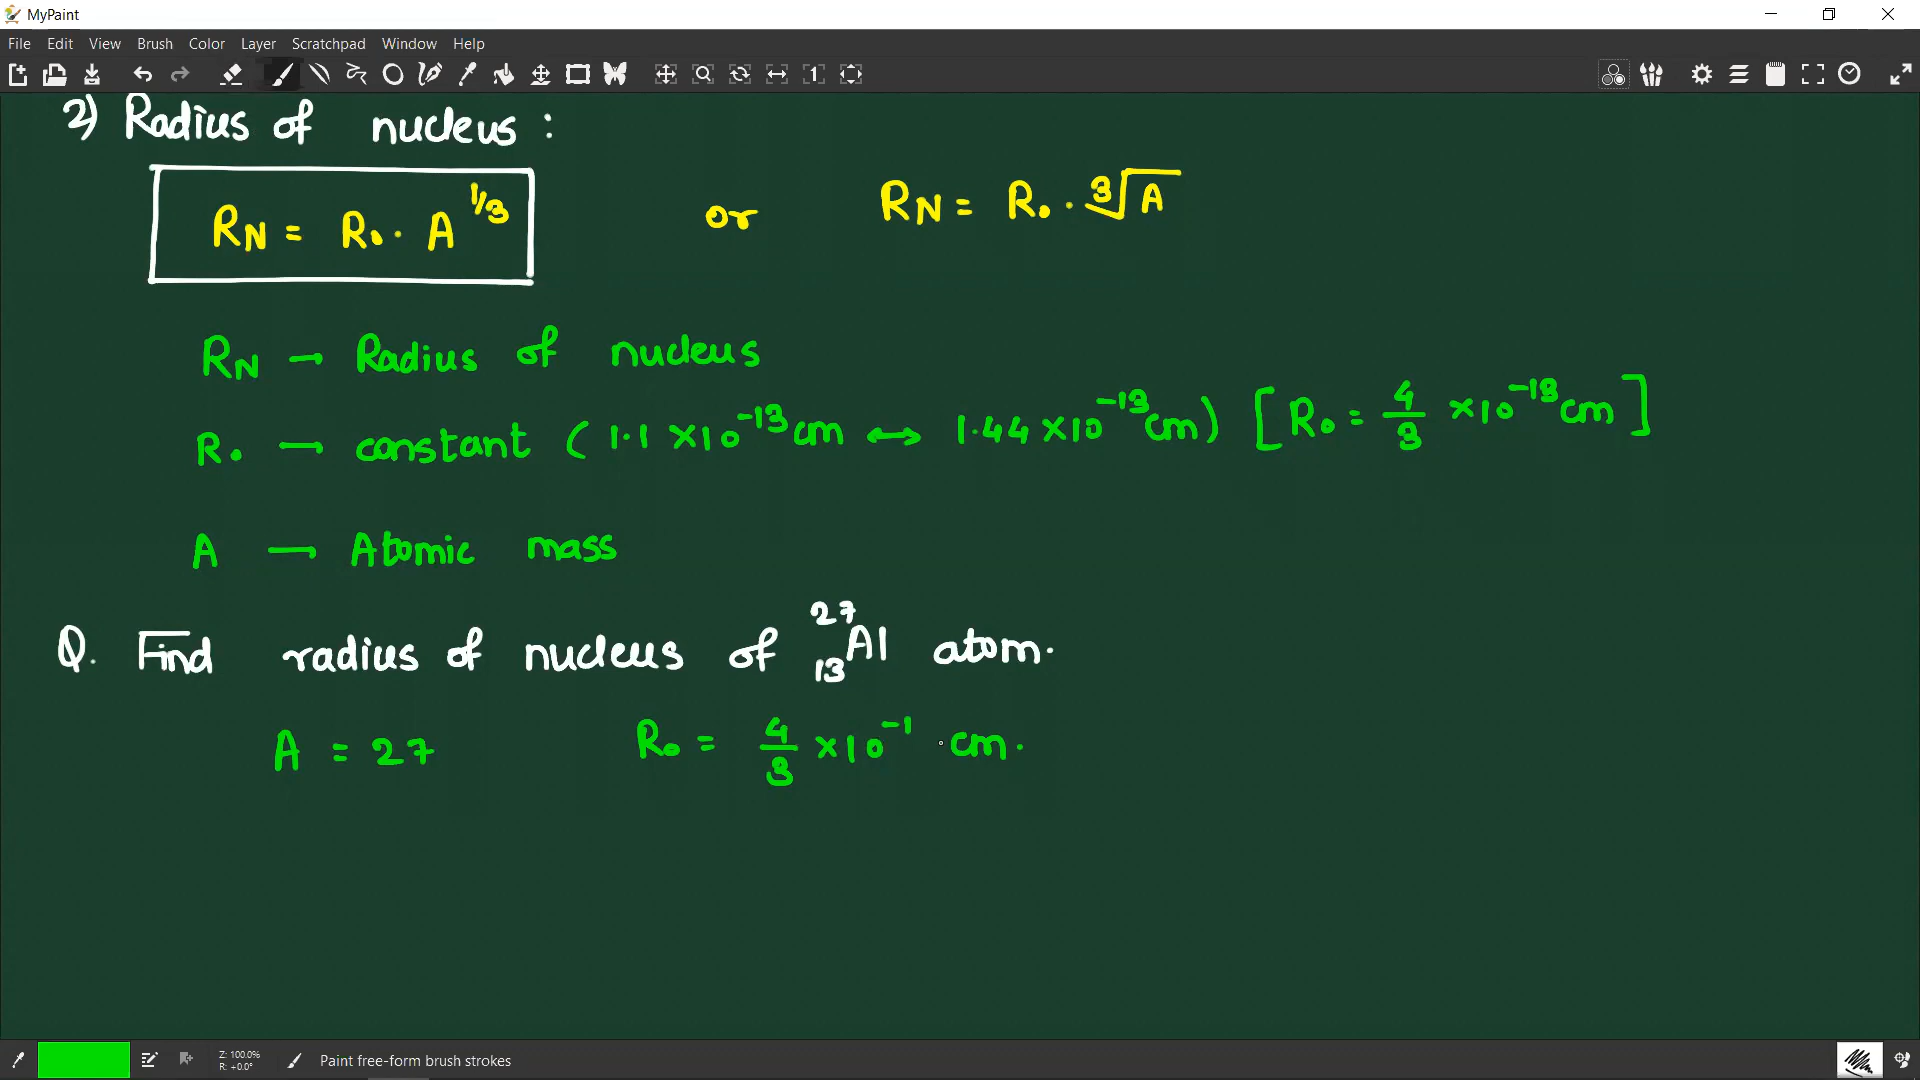 MyPaint
File Edit View Brush Color Layer Scratchpad Window Help
2) Radius of nucleus :
R_N = R₀ · A^{1/3} or R_N = R₀ · ∛A
R_N → Radius of nucleus
R₀ → constant (1.1 ×10⁻¹³ cm ↔ 1.44 ×10⁻¹³ cm) [R₀ = 4/3 ×10⁻¹³ cm]
A → Atomic mass
Q. Find radius of nucleus of ²⁷₁₃Al atom.
A = 27 R₀ = 4/3 ×10⁻¹ cm.
Z: 100.0%
R: +0.0°
Paint free-form brush strokes